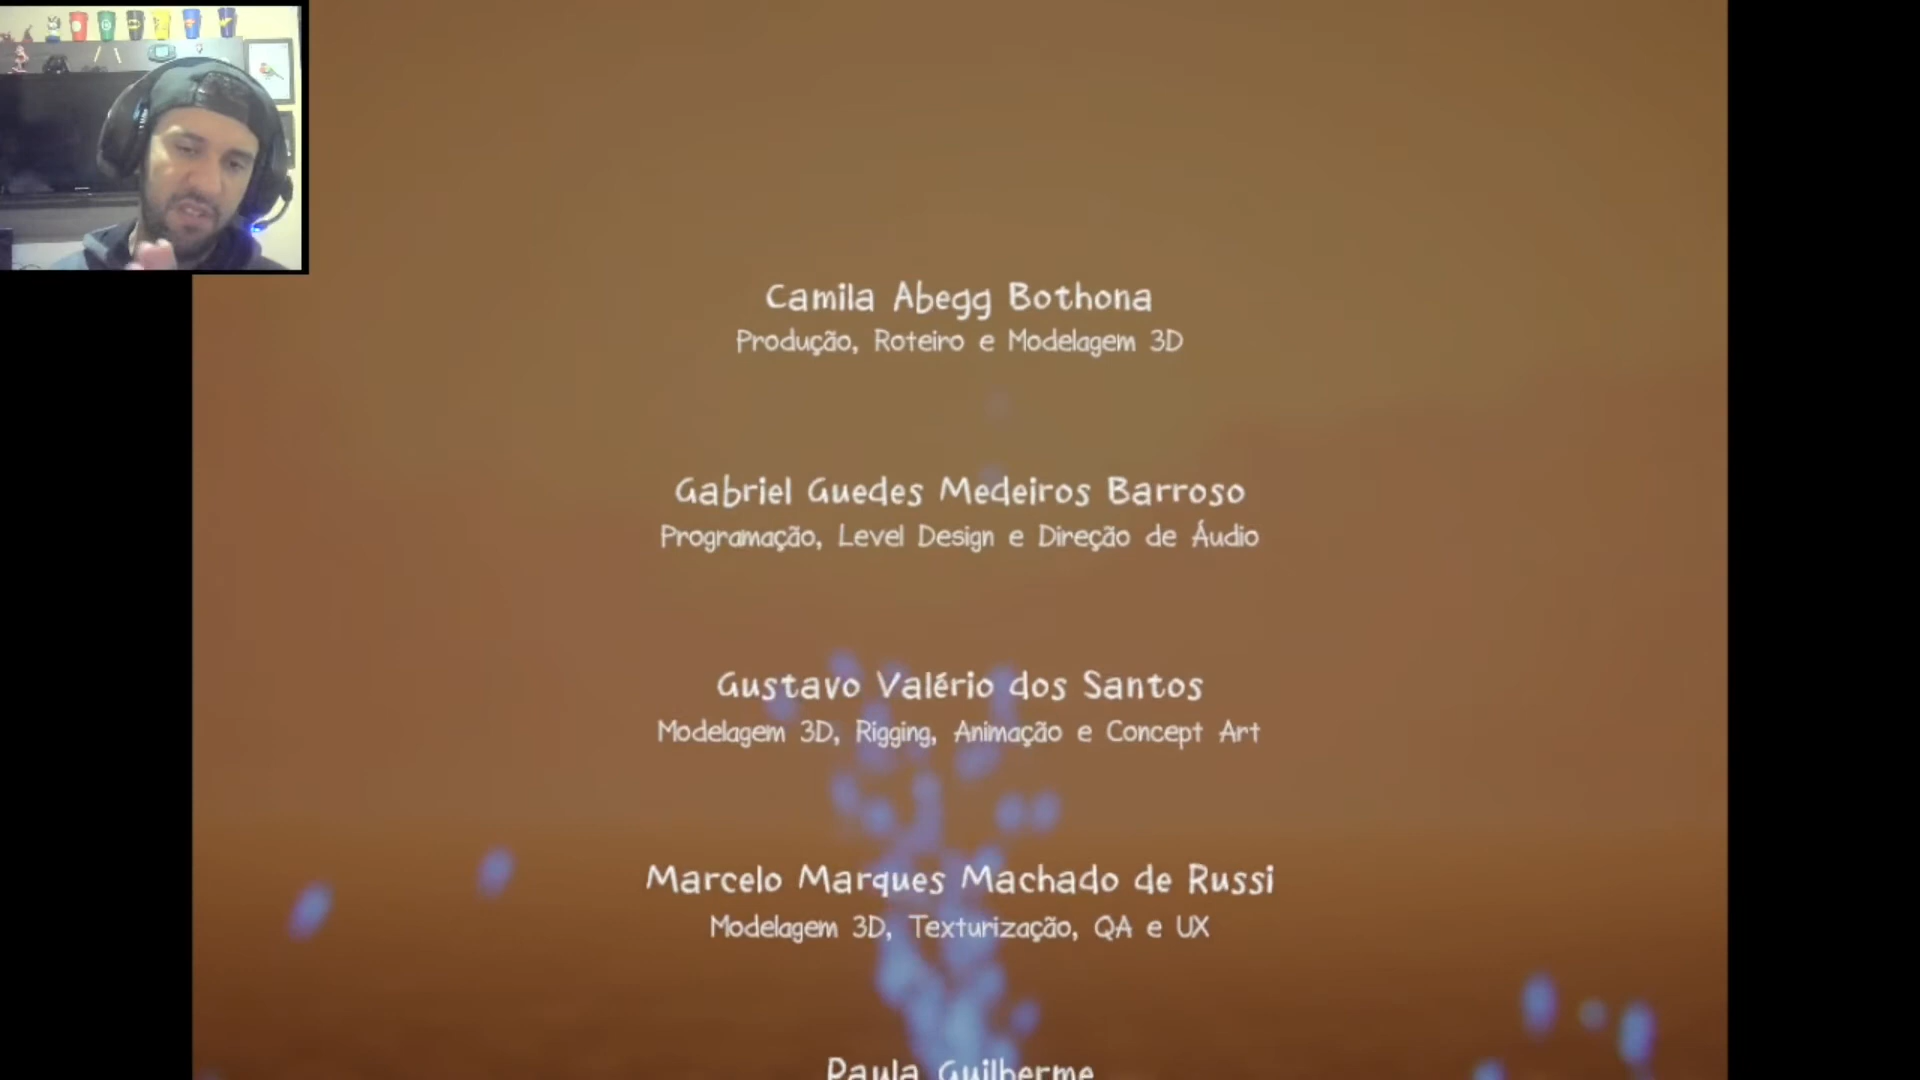 Camila Abegg Bothona
Produção, Roteiro e Modelagem 3D
Gabriel Guedes Medeiros Barroso
Programação, Level Design e Direção de Áudio
Gustavo Valério dos Santos
Modelagem 3D, Rigging, Animação e Concept Art
Marcelo Marques Machado de Russi
Modelagem 3D, Texturização, QA e UX
Paula Guilherme